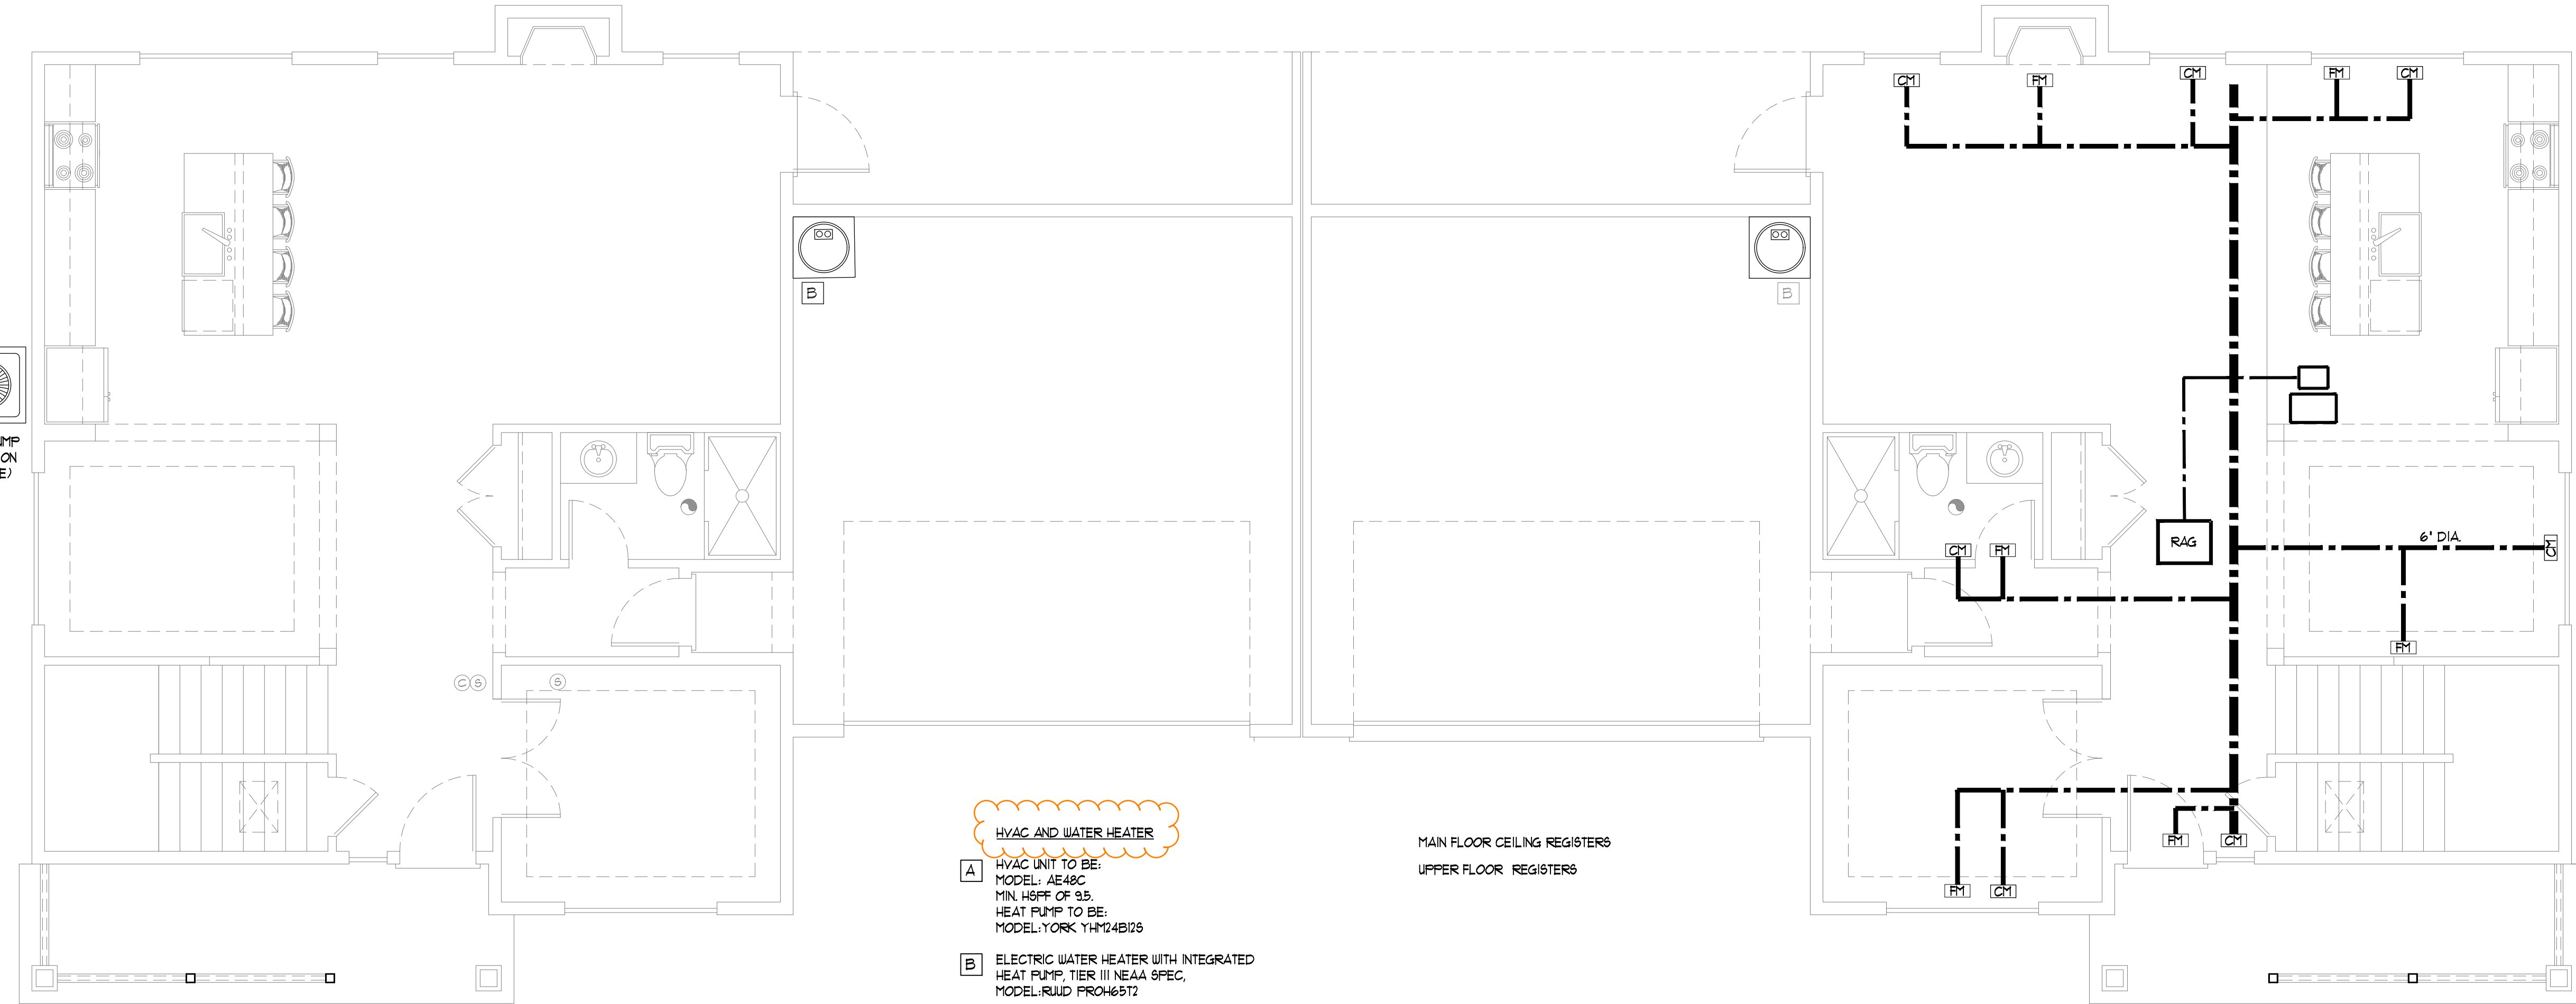 CM
FM
CM
FM
CM
B
B
MP
ON
E)
RAG
6" DIA.
CM
CM
FM
FM
C
S
S
HVAC AND WATER HEATER
A
HVAC UNIT TO BE:
MODEL: AE48C
MIN. HSPF OF 9.5.
HEAT PUMP TO BE:
MODEL:YORK YHM24B12S
B
ELECTRIC WATER HEATER WITH INTEGRATED
HEAT PUMP, TIER III NEAA SPEC,
MODEL:RUUD PROH65T2
MAIN FLOOR CEILING REGISTERS
UPPER FLOOR REGISTERS
FM
CM
FM
CM